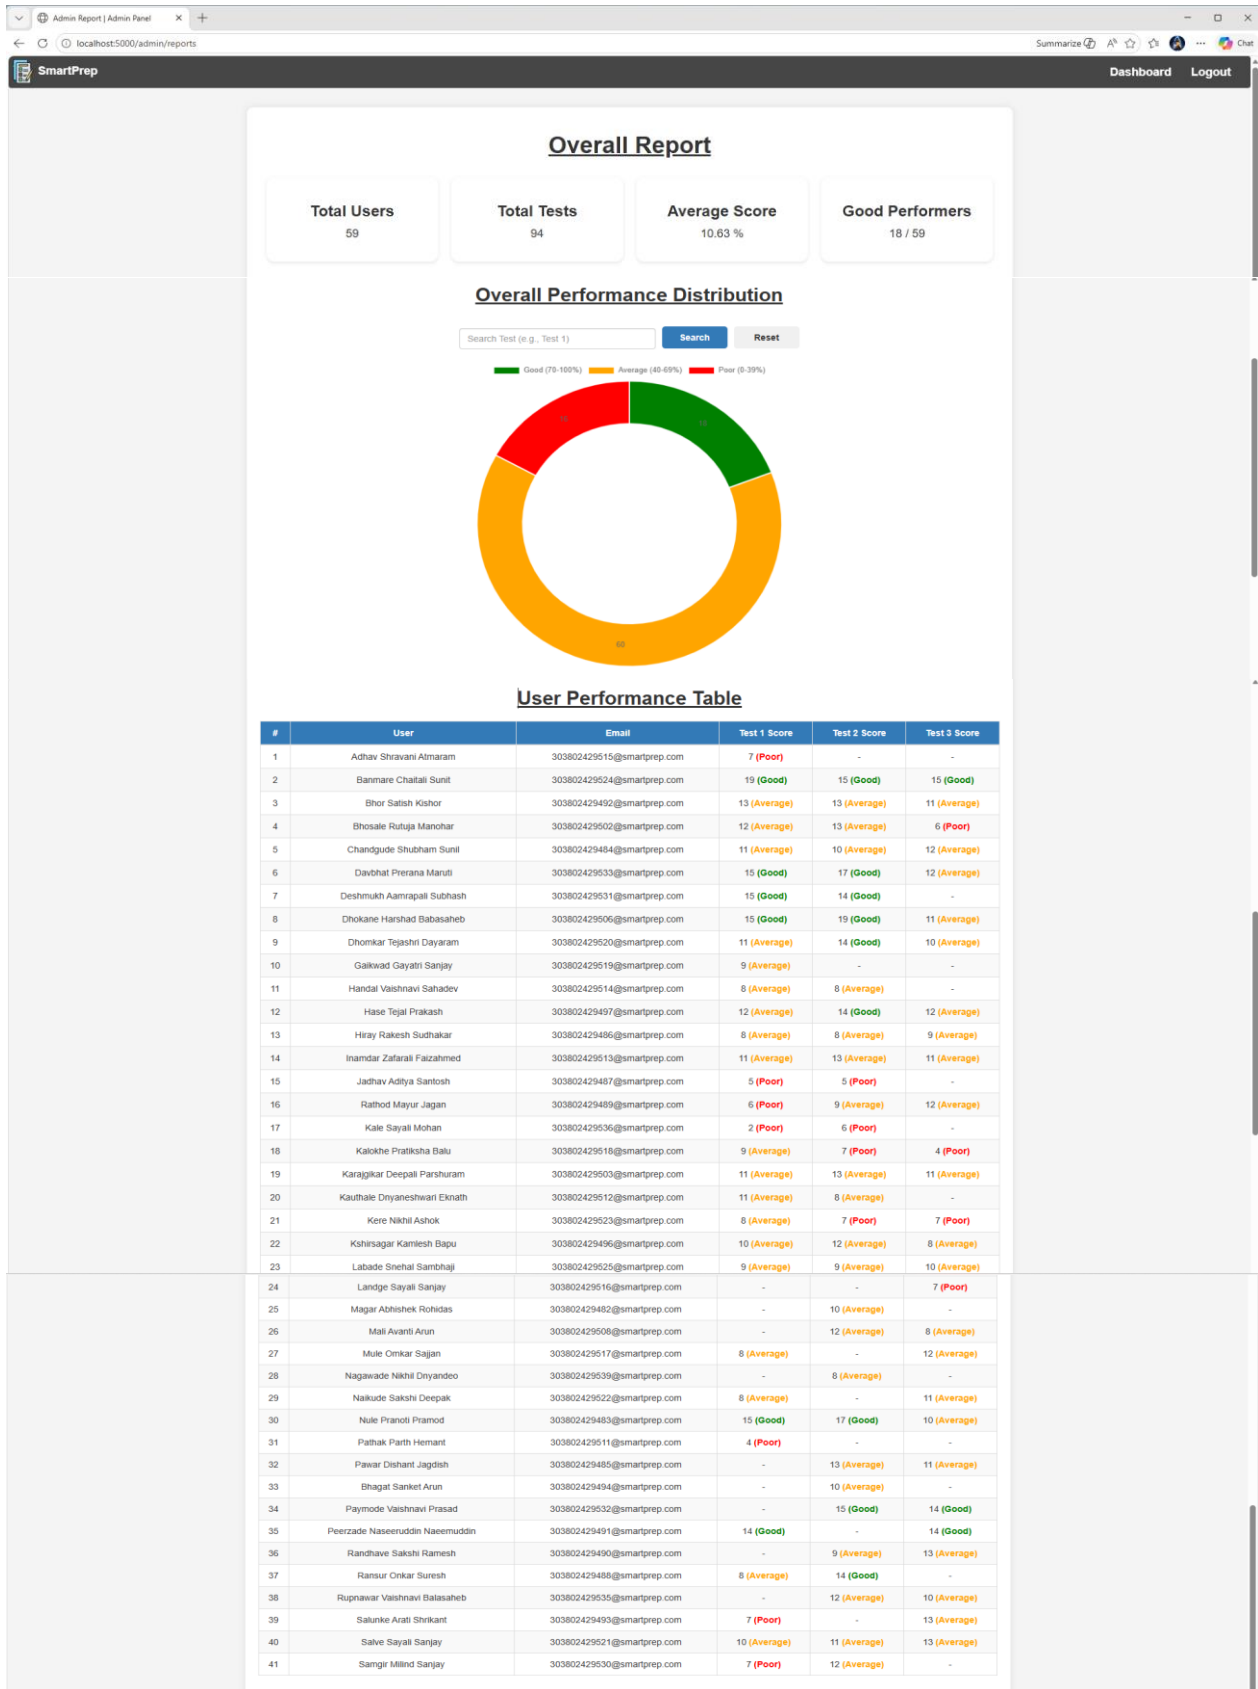 Admin Report | Admin Panel
localhost:5000/admin/reports
Summarize
Chat
SmartPrep
Dashboard Logout
Overall Report
Total Users Total Tests Average Score Good Performers
59 94 10.63 % 18 / 59
Overall Performance Distribution
Search Test (e.g., Test 1) Search Reset
Good (70-100%) Average (40-69%) Poor (0-39%)
60
User Performance Table
# User Email Test 1 Score Test 2 Score Test 3 Score
1 Adhav Shravani Atmaram 303802429515@smartprep.com 7 (Poor) - -
2 Banmare Chaitali Sunit 303802429524@smartprep.com 19 (Good) 15 (Good) 15 (Good)
3 Bhor Satish Kishor 303802429492@smartprep.com 13 (Average) 13 (Average) 11 (Average)
4 Bhosale Rutuja Manohar 303802429502@smartprep.com 12 (Average) 13 (Average) 6 (Poor)
5 Chandgude Shubham Sunil 303802429484@smartprep.com 11 (Average) 10 (Average) 12 (Average)
6 Davbhat Prerana Maruti 303802429533@smartprep.com 15 (Good) 17 (Good) 12 (Average)
7 Deshmukh Aamrapali Subhash 303802429531@smartprep.com 15 (Good) 14 (Good) -
8 Dhokane Harshad Babasaheb 303802429506@smartprep.com 15 (Good) 19 (Good) 11 (Average)
9 Dhomkar Tejashri Dayaram 303802429520@smartprep.com 11 (Average) 14 (Good) 10 (Average)
10 Gaikwad Gayatri Sanjay 303802429519@smartprep.com 9 (Average) - -
11 Handal Vaishnavi Sahadev 303802429514@smartprep.com 8 (Average) 8 (Average) -
12 Hase Tejal Prakash 303802429497@smartprep.com 12 (Average) 14 (Good) 12 (Average)
13 Hiray Rakesh Sudhakar 303802429486@smartprep.com 8 (Average) 8 (Average) 9 (Average)
14 Inamdar Zafarali Faizahmed 303802429513@smartprep.com 11 (Average) 13 (Average) 11 (Average)
15 Jadhav Aditya Santosh 303802429487@smartprep.com 5 (Poor) 5 (Poor) -
16 Rathod Mayur Jagan 303802429489@smartprep.com 6 (Poor) 9 (Average) 12 (Average)
17 Kale Sayali Mohan 303802429536@smartprep.com 2 (Poor) 6 (Poor) -
18 Kalokhe Pratiksha Balu 303802429518@smartprep.com 9 (Average) 7 (Poor) 4 (Poor)
19 Karajgikar Deepali Parshuram 303802429503@smartprep.com 11 (Average) 13 (Average) 11 (Average)
20 Kauthale Dnyaneshwari Eknath 303802429512@smartprep.com 11 (Average) 8 (Average) -
21 Kere Nikhil Ashok 303802429523@smartprep.com 8 (Average) 7 (Poor) 7 (Poor)
22 Kshirsagar Kamlesh Bapu 303802429496@smartprep.com 10 (Average) 12 (Average) 8 (Average)
23 Labade Snehal Sambhaji 303802429525@smartprep.com 9 (Average) 9 (Average) 10 (Average)
24 Landge Sayali Sanjay 303802429516@smartprep.com - - 7 (Poor)
25 Magar Abhishek Rohidas 303802429482@smartprep.com - 10 (Average) -
26 Mali Avanti Arun 303802429508@smartprep.com - 12 (Average) 8 (Average)
27 Mule Omkar Sajjan 303802429517@smartprep.com 8 (Average) - 12 (Average)
28 Nagawade Nikhil Dnyandeo 303802429539@smartprep.com - 8 (Average) -
29 Naikude Sakshi Deepak 303802429522@smartprep.com 8 (Average) - 11 (Average)
30 Nule Pranoti Pramod 303802429483@smartprep.com 15 (Good) 17 (Good) 10 (Average)
31 Pathak Parth Hemant 303802429511@smartprep.com 4 (Poor) - -
32 Pawar Dishant Jagdish 303802429485@smartprep.com - 13 (Average) 11 (Average)
33 Bhagat Sanket Arun 303802429494@smartprep.com - 10 (Average) -
34 Paymode Vaishnavi Prasad 303802429532@smartprep.com - 15 (Good) 14 (Good)
35 Peerzade Naseeruddin Naeemuddin 303802429491@smartprep.com 14 (Good) - 14 (Good)
36 Randhave Sakshi Ramesh 303802429490@smartprep.com - 9 (Average) 13 (Average)
37 Ransur Onkar Suresh 303802429488@smartprep.com 8 (Average) 14 (Good) -
38 Rupnawar Vaishnavi Balasaheb 303802429535@smartprep.com - 12 (Average) 10 (Average)
39 Salunke Arati Shrikant 303802429493@smartprep.com 7 (Poor) - 13 (Average)
40 Salve Sayali Sanjay 303802429521@smartprep.com 10 (Average) 11 (Average) 13 (Average)
41 Samgir Milind Sanjay 303802429530@smartprep.com 7 (Poor) 12 (Average) -